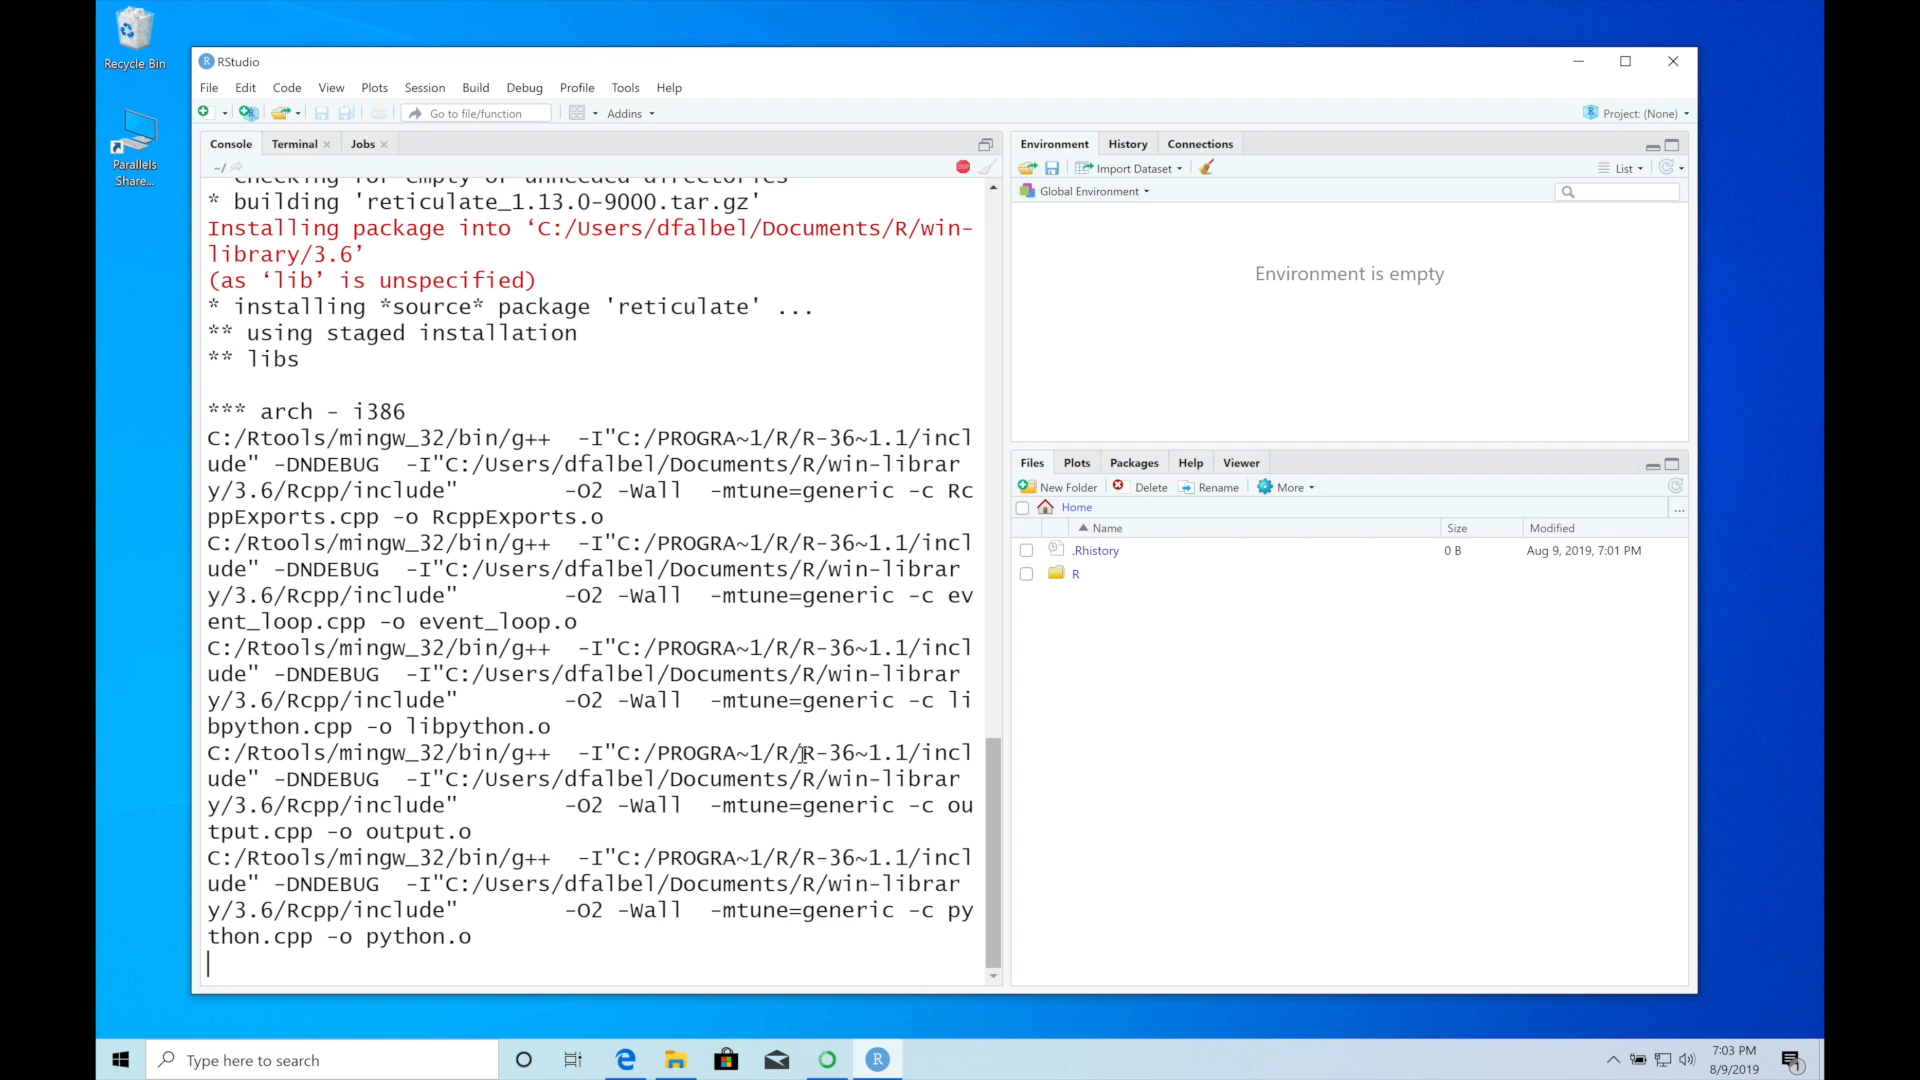 Recycle Bin
Parallels
Share...
RStudio
File Edit Code View Plots Session Build Debug Profile Tools Help
Go to file/function
Addins
Project: (None)
Console Terminal Jobs
~/
checking for empty or unneeded directories
* building 'reticulate_1.13.0-9000.tar.gz'
Installing package into ‘C:/Users/dfalbel/Documents/R/win-
library/3.6’
(as ‘lib’ is unspecified)
* installing *source* package 'reticulate' ...
** using staged installation
** libs
*** arch - i386
C:/Rtools/mingw_32/bin/g++  -I"C:/PROGRA~1/R/R-36~1.1/incl
ude" -DNDEBUG  -I"C:/Users/dfalbel/Documents/R/win-librar
y/3.6/Rcpp/include"        -O2 -Wall  -mtune=generic -c Rc
ppExports.cpp -o RcppExports.o
C:/Rtools/mingw_32/bin/g++  -I"C:/PROGRA~1/R/R-36~1.1/incl
ude" -DNDEBUG  -I"C:/Users/dfalbel/Documents/R/win-librar
y/3.6/Rcpp/include"        -O2 -Wall  -mtune=generic -c ev
ent_loop.cpp -o event_loop.o
C:/Rtools/mingw_32/bin/g++  -I"C:/PROGRA~1/R/R-36~1.1/incl
ude" -DNDEBUG  -I"C:/Users/dfalbel/Documents/R/win-librar
y/3.6/Rcpp/include"        -O2 -Wall  -mtune=generic -c li
bpython.cpp -o libpython.o
C:/Rtools/mingw_32/bin/g++  -I"C:/PROGRA~1/R/R-36~1.1/incl
ude" -DNDEBUG  -I"C:/Users/dfalbel/Documents/R/win-librar
y/3.6/Rcpp/include"        -O2 -Wall  -mtune=generic -c ou
tput.cpp -o output.o
C:/Rtools/mingw_32/bin/g++  -I"C:/PROGRA~1/R/R-36~1.1/incl
ude" -DNDEBUG  -I"C:/Users/dfalbel/Documents/R/win-librar
y/3.6/Rcpp/include"        -O2 -Wall  -mtune=generic -c py
thon.cpp -o python.o
Environment History Connections
Import Dataset
List
Global Environment
Environment is empty
Files Plots Packages Help Viewer
New Folder Delete Rename More
Home
...
Name Size Modified
.Rhistory 0 B Aug 9, 2019, 7:01 PM
R
Type here to search
7:03 PM
8/9/2019
1